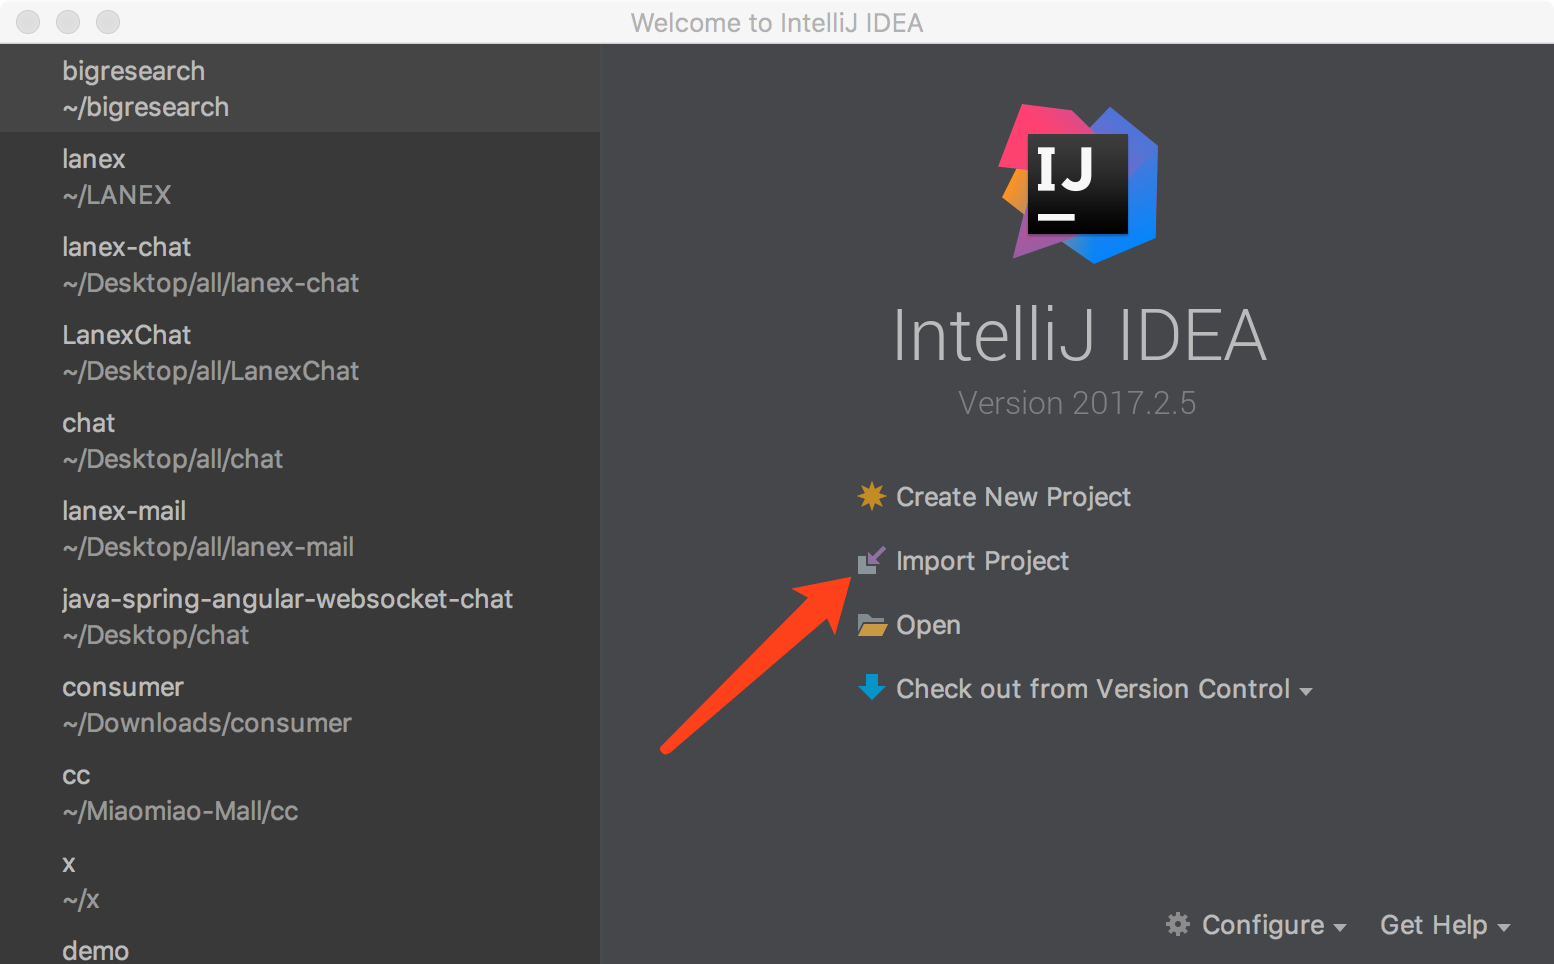 Welcome to IntelliJ IDEA
bigresearch
~/bigresearch
lanex
~/LANEX
lanex-chat
~/Desktop/all/lanex-chat
LanexChat
~/Desktop/all/LanexChat
chat
~/Desktop/all/chat
lanex-mail
~/Desktop/all/lanex-mail
java-spring-angular-websocket-chat
~/Desktop/chat
consumer
~/Downloads/consumer
cc
~/Miaomiao-Mall/cc
x
~/x
demo
IJ
IntelliJ IDEA
Version 2017.2.5
Create New Project
Import Project
Open
Check out from Version Control
Configure
Get Help